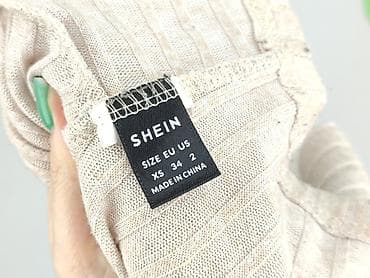 SHEIN
SIZE EU US
XS 34 2
MADE IN CHINA